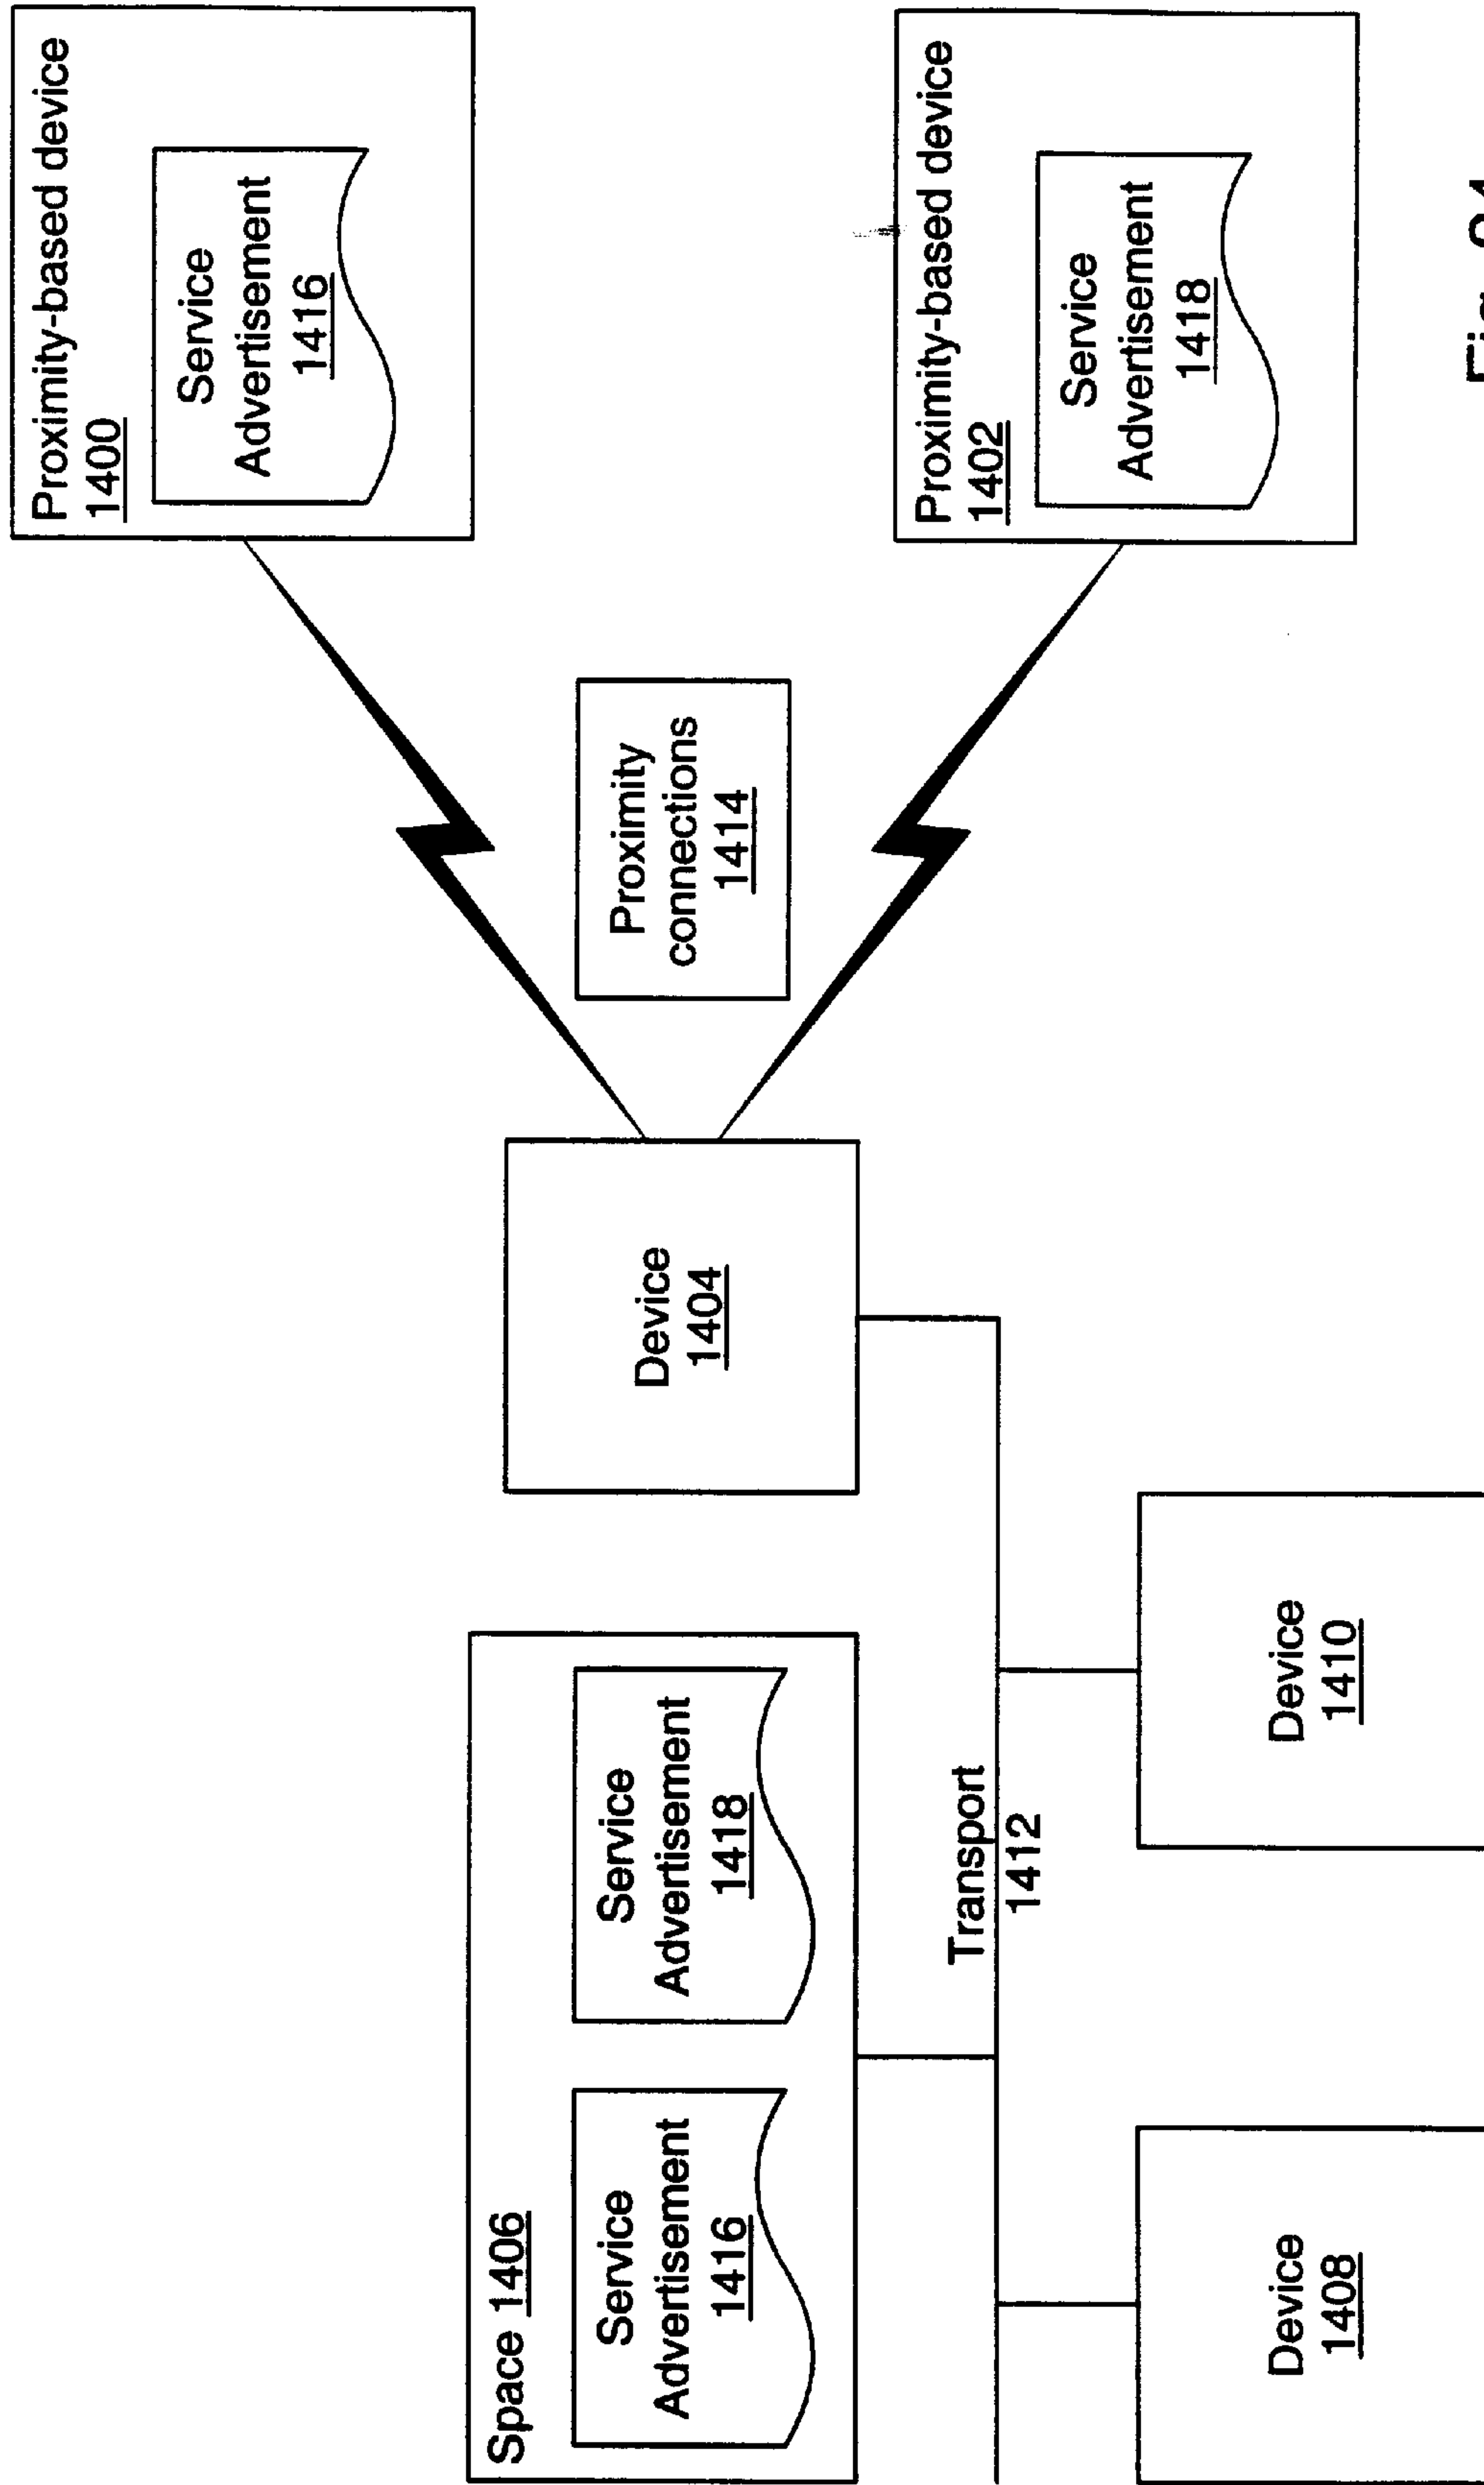 Proximity-based device
1400
Service
Advertisement
1416
Space 1406
Service
Advertisement
1416
Service
Advertisement
1418
Device
1404
Proximity
connections
1414
Proximity-based device
1402
Service
Advertisement
1418
Transport
1412
Device
1408
Device
1410
Fig.